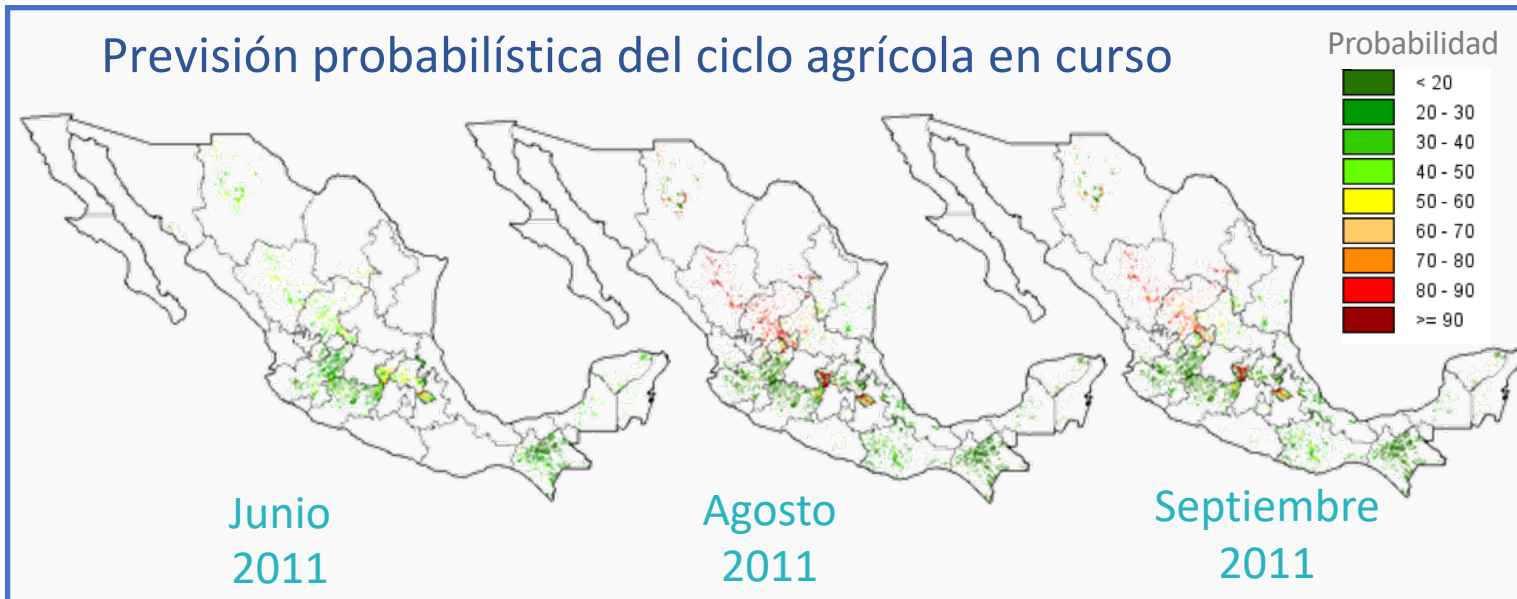 Previsión probabilística del ciclo agrícola en curso
Probabilidad
< 20
20 - 30
30 - 40
40 - 50
50 - 60
60 - 70
70 - 80
80 - 90
>= 90
Junio
2011
Agosto
2011
Septiembre
2011